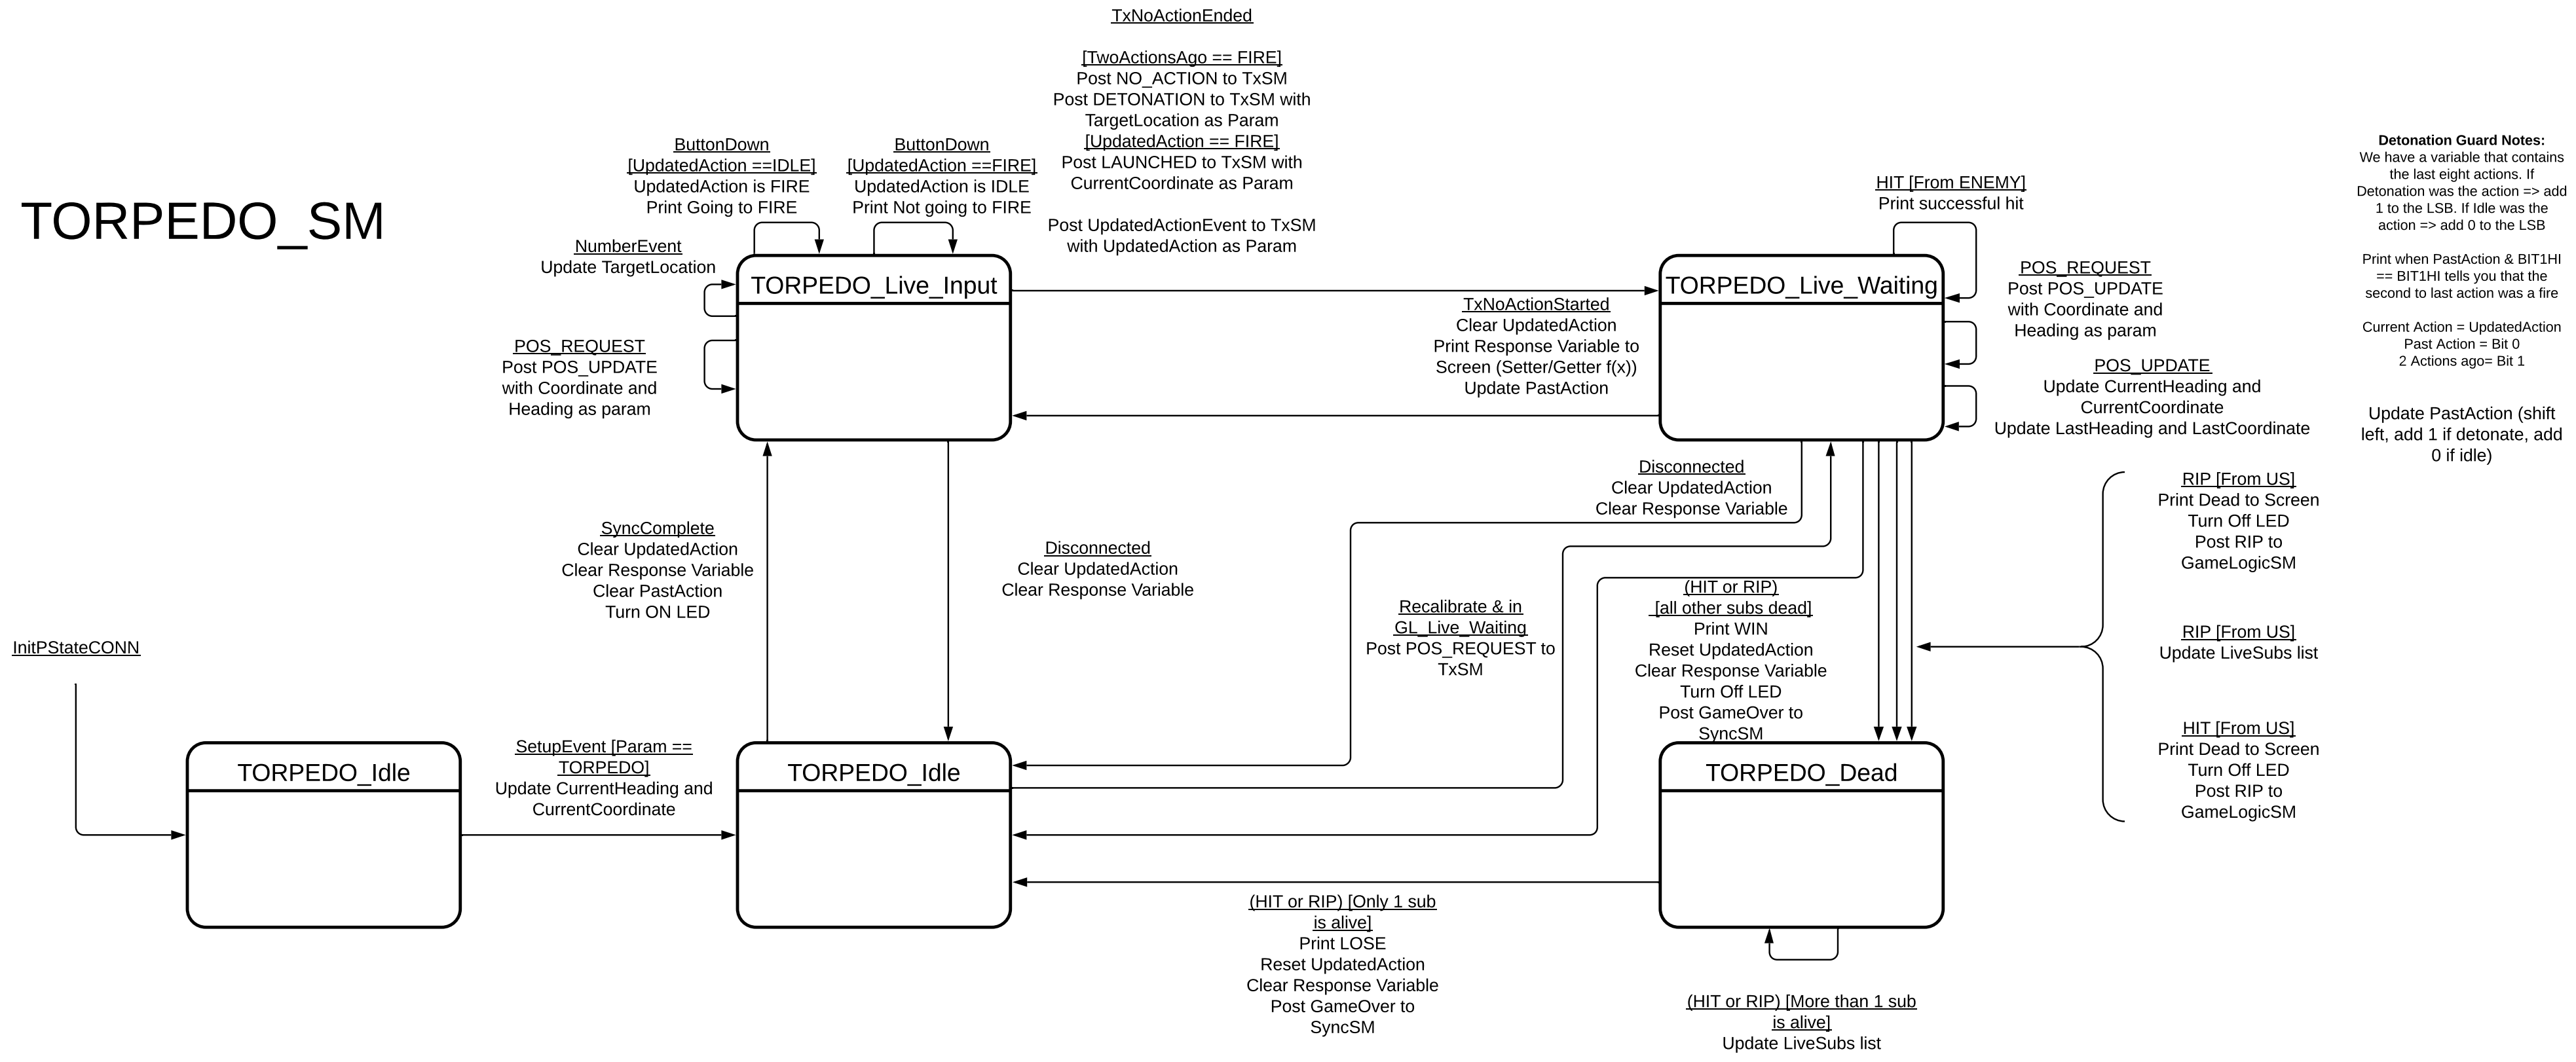 TORPEDO_SM
TxNoActionEnded
[TwoActionsAgo == FIRE]
Post NO_ACTION to TxSM
Post DETONATION to TxSM with
TargetLocation as Param
[UpdatedAction == FIRE]
Post LAUNCHED to TxSM with
CurrentCoordinate as Param
Post UpdatedActionEvent to TxSM
with UpdatedAction as Param
ButtonDown
[UpdatedAction ==IDLE]
UpdatedAction is FIRE
Print Going to FIRE
ButtonDown
[UpdatedAction ==FIRE]
UpdatedAction is IDLE
Print Not going to FIRE
NumberEvent
Update TargetLocation
POS_REQUEST
Post POS_UPDATE
with Coordinate and
Heading as param
TORPEDO_Live_Input
TxNoActionStarted
Clear UpdatedAction
Print Response Variable to
Screen (Setter/Getter f(x))
Update PastAction
TORPEDO_Live_Waiting
HIT [From ENEMY]
Print successful hit
POS_REQUEST
Post POS_UPDATE
with Coordinate and
Heading as param
POS_UPDATE
Update CurrentHeading and
CurrentCoordinate
Update LastHeading and LastCoordinate
Detonation Guard Notes:
We have a variable that contains
the last eight actions. If
Detonation was the action => add
1 to the LSB. If Idle was the
action => add 0 to the LSB
Print when PastAction & BIT1HI
== BIT1HI tells you that the
second to last action was a fire
Current Action = UpdatedAction
Past Action = Bit 0
2 Actions ago= Bit 1
Update PastAction (shift
left, add 1 if detonate, add
0 if idle)
SyncComplete
Clear UpdatedAction
Clear Response Variable
Clear PastAction
Turn ON LED
Disconnected
Clear UpdatedAction
Clear Response Variable
Disconnected
Clear UpdatedAction
Clear Response Variable
Recalibrate & in
GL_Live_Waiting
Post POS_REQUEST to
TxSM
(HIT or RIP)
[all other subs dead]
Print WIN
Reset UpdatedAction
Clear Response Variable
Turn Off LED
Post GameOver to
SyncSM
RIP [From US]
Print Dead to Screen
Turn Off LED
Post RIP to
GameLogicSM
RIP [From US]
Update LiveSubs list
HIT [From US]
Print Dead to Screen
Turn Off LED
Post RIP to
GameLogicSM
InitPStateCONN
TORPEDO_Idle
SetupEvent [Param ==
TORPEDO]
Update CurrentHeading and
CurrentCoordinate
TORPEDO_Idle
TORPEDO_Dead
(HIT or RIP) [Only 1 sub
is alive]
Print LOSE
Reset UpdatedAction
Clear Response Variable
Post GameOver to
SyncSM
(HIT or RIP) [More than 1 sub
is alive]
Update LiveSubs list